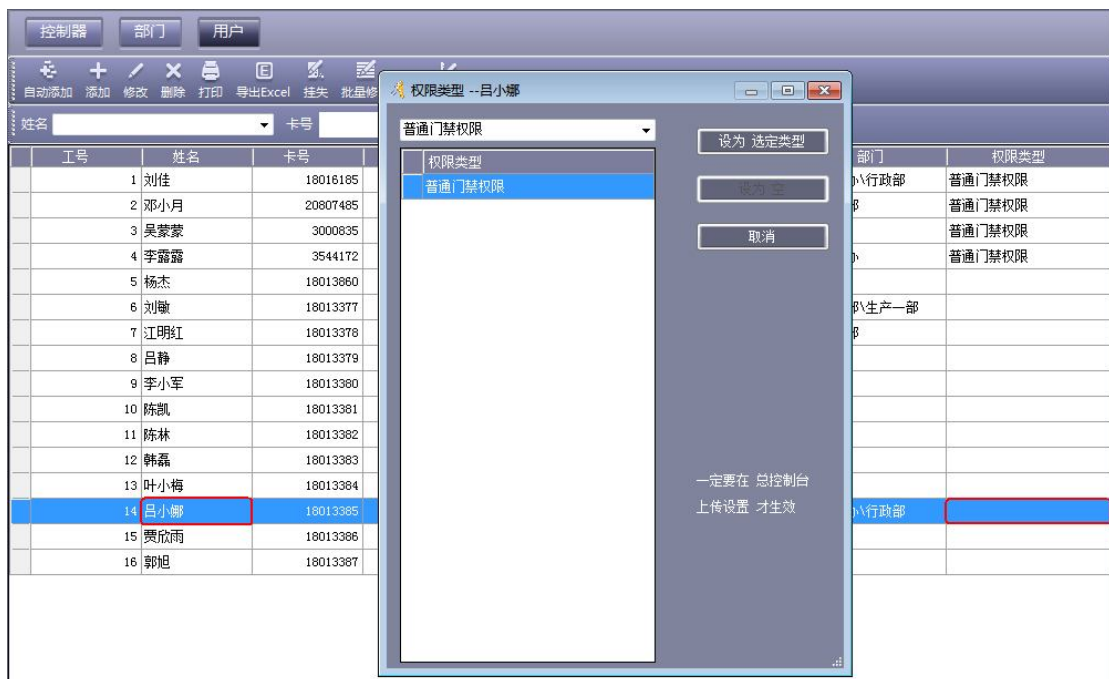 控制器 部门 用户
自动添加 添加 修改 删除 打印 导出Excel 挂失 批量修
姓名 卡号
工号 姓名 卡号 部门 权限类型
1 刘佳 18016185 \行政部 普通门禁权限
2 邓小月 20807485 普通门禁权限
3 吴蒙蒙 3000835 普通门禁权限
4 李露露 3544172 普通门禁权限
5 杨杰 18013860
6 刘敏 18013377 \生产一部
7 江明红 18013378
8 吕静 18013379
9 李小军 18013380
10 陈凯 18013381
11 陈林 18013382
12 韩磊 18013383
13 叶小梅 18013384
14 吕小娜 18013385 \行政部
15 贾欣雨 18013386
16 郭旭 18013387
权限类型 --吕小娜
普通门禁权限
权限类型
普通门禁权限
设为 选定类型
设为 空
取消
一定要在 总控制台
上传设置 才生效